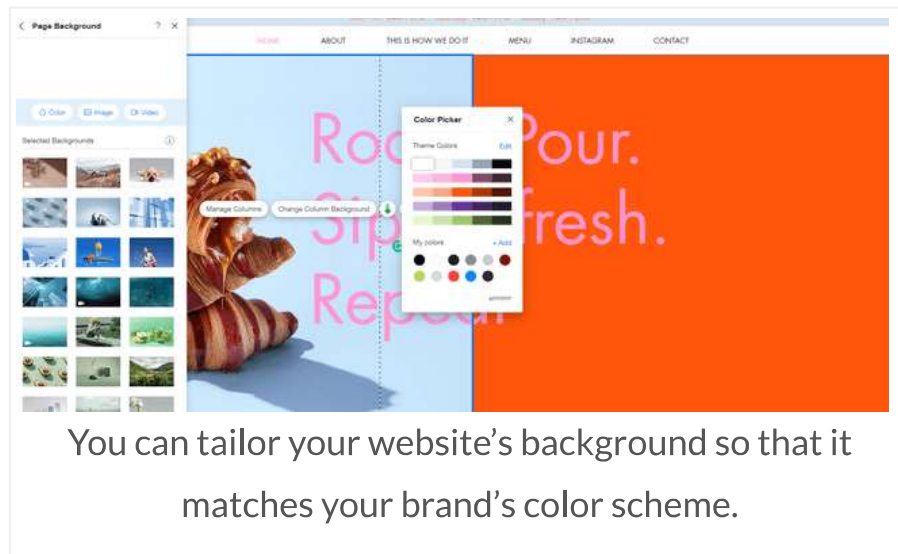 Page Background
?
HOME
ABOUT
THIS IS HOW WE DO IT
MENU
INSTAGRAM
CONTACT
Color
Image
Video
Selected Backgrounds
Color Picker
Theme Colors
Edit
Manage Columns
Change Column Background
My colors
+ Add
Pour.
Sip fresh.
You can tailor your website's background so that it
matches your brand's color scheme.